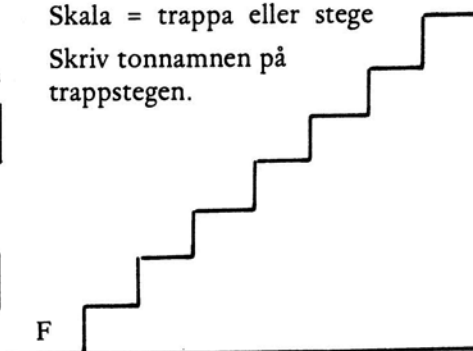 Skala = trappa eller stege
Skriv tonnamnen på
trappstegen.
F